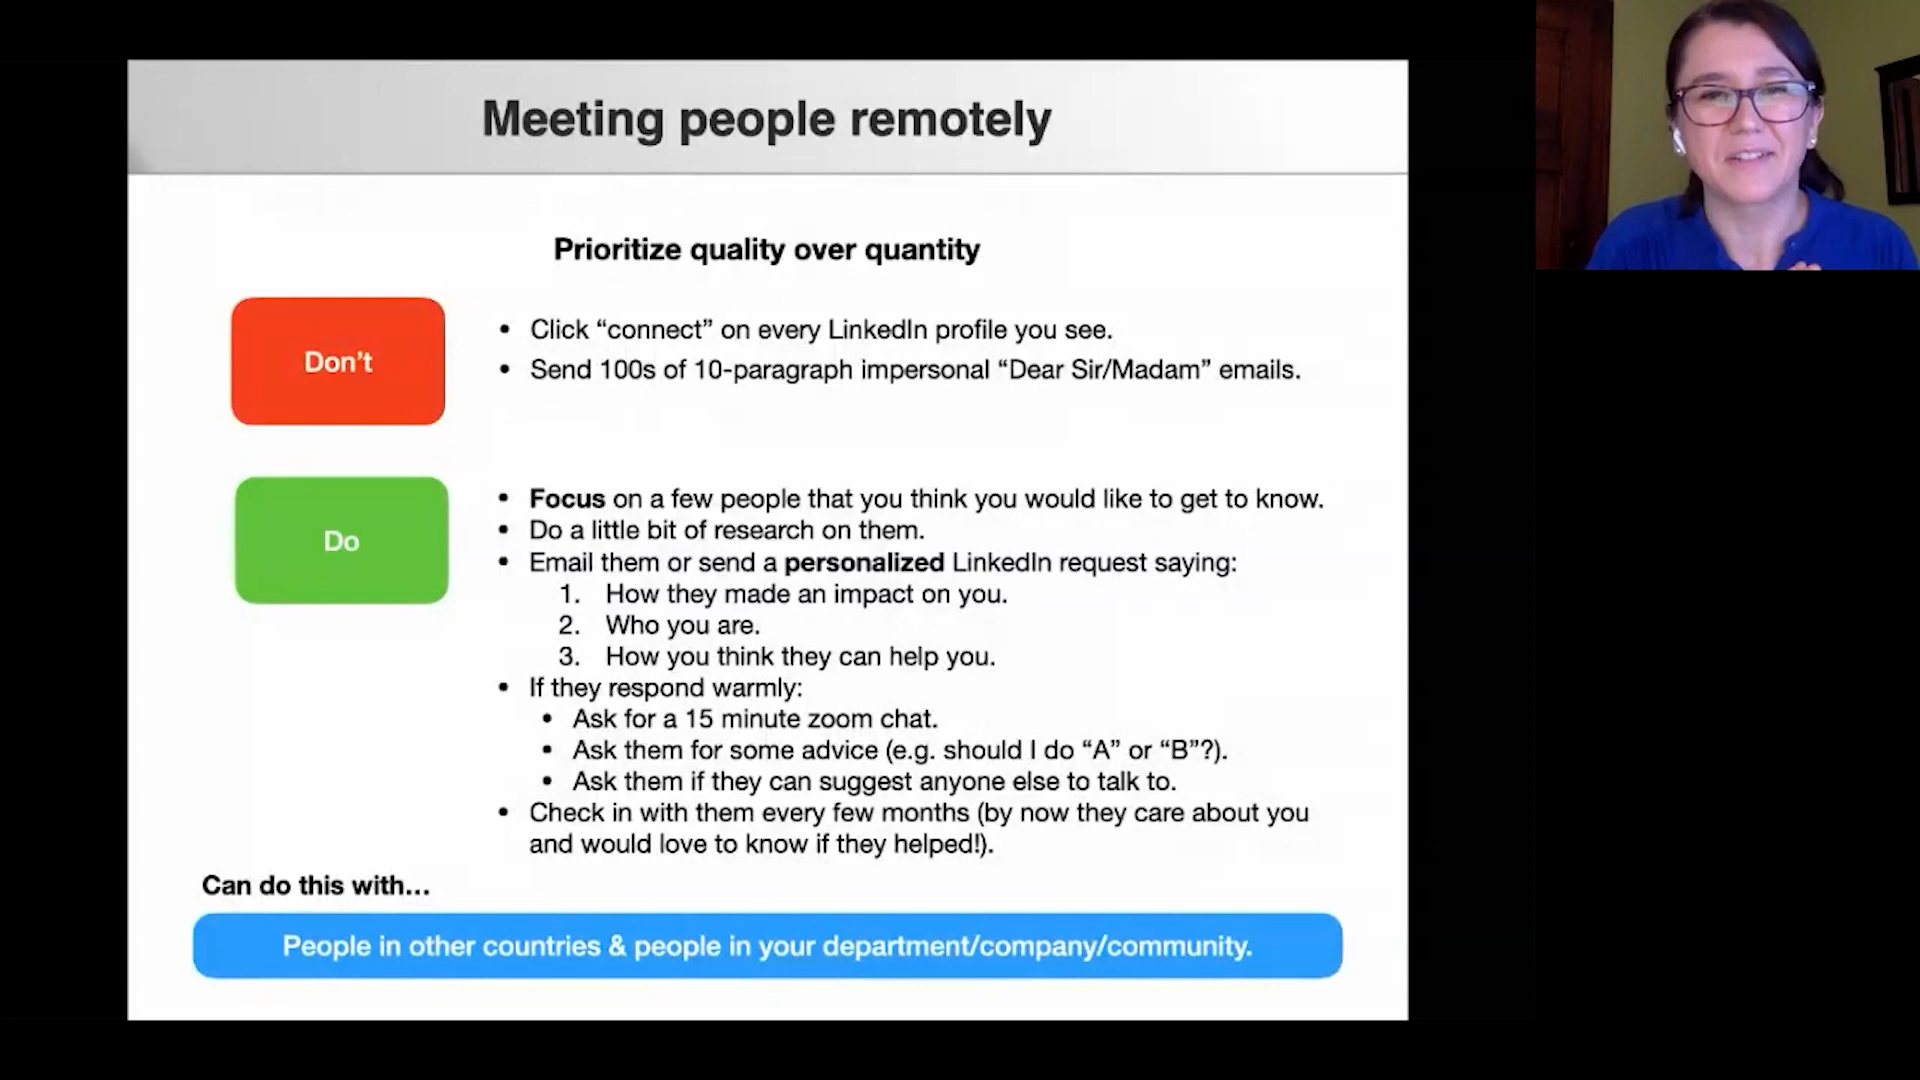 Meeting people remotely
Prioritize quality over quantity
Don't
• Click “connect” on every LinkedIn profile you see.
• Send 100s of 10-paragraph impersonal “Dear Sir/Madam” emails.
Do
• Focus on a few people that you think you would like to get to know.
• Do a little bit of research on them.
• Email them or send a personalized LinkedIn request saying:
1. How they made an impact on you.
2. Who you are.
3. How you think they can help you.
• If they respond warmly:
• Ask for a 15 minute zoom chat.
• Ask them for some advice (e.g. should I do “A” or “B”?).
• Ask them if they can suggest anyone else to talk to.
• Check in with them every few months (by now they care about you
and would love to know if they helped!).
Can do this with...
People in other countries & people in your department/company/community.